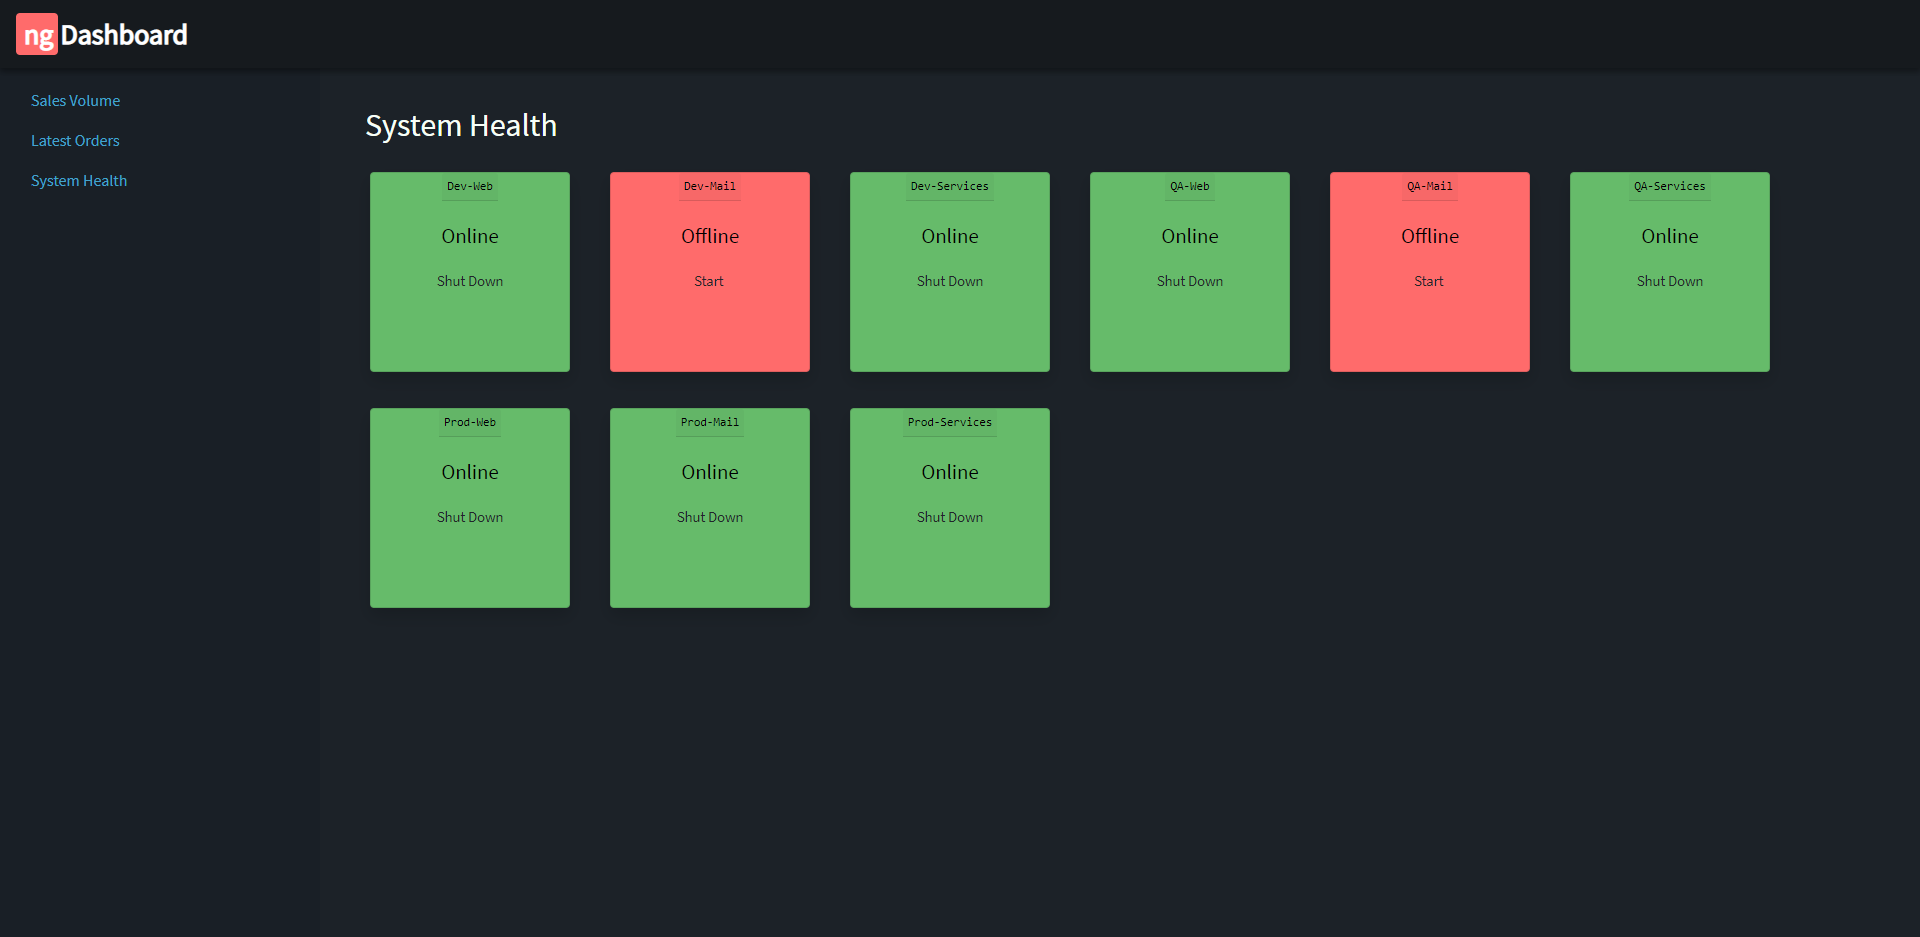 ng Dashboard
Sales Volume
Latest Orders
System Health
System Health
Dev-Web
Online
Shut Down
Dev-Mail
Offline
Start
Dev-Services
Online
Shut Down
QA-Web
Online
Shut Down
QA-Mail
Offline
Start
QA-Services
Online
Shut Down
Prod-Web
Online
Shut Down
Prod-Mail
Online
Shut Down
Prod-Services
Online
Shut Down